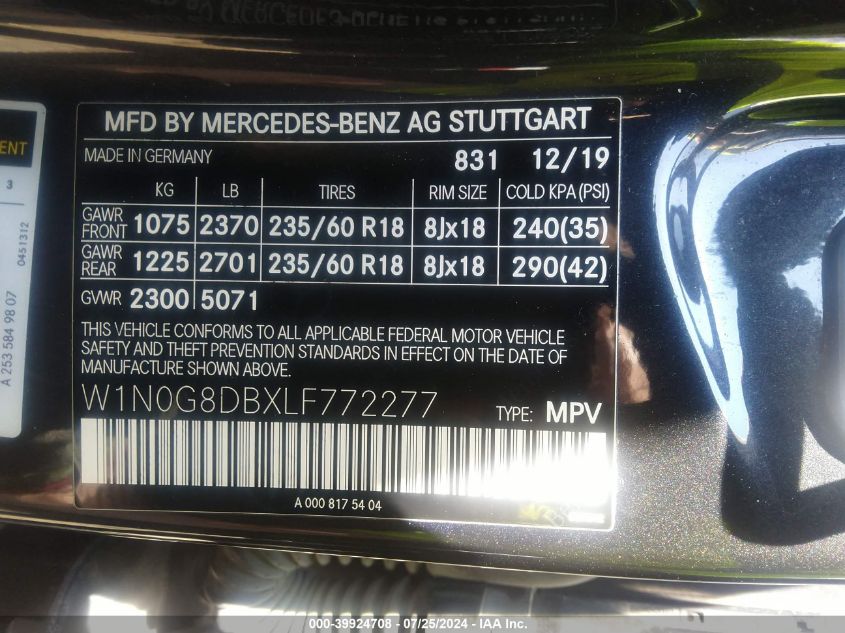 MFD BY MERCEDES-BENZ AG STUTTGART
MADE IN GERMANY 831 12/19
KG LB TIRES RIM SIZE COLD KPA (PSI)
GAWR FRONT 1075 2370 235/60 R18 8Jx18 240(35)
GAWR REAR 1225 2701 235/60 R18 8Jx18 290(42)
GVWR 2300 5071
THIS VEHICLE CONFORMS TO ALL APPLICABLE FEDERAL MOTOR VEHICLE
SAFETY AND THEFT PREVENTION STANDARDS IN EFFECT ON THE DATE OF
MANUFACTURE SHOWN ABOVE.
W1N0G8DBXLF772277 TYPE: MPV
A 000 817 54 04
ENT
3
0451312
A 253 584 98 07
000-39924708 - 07/25/2024 - IAA Inc.